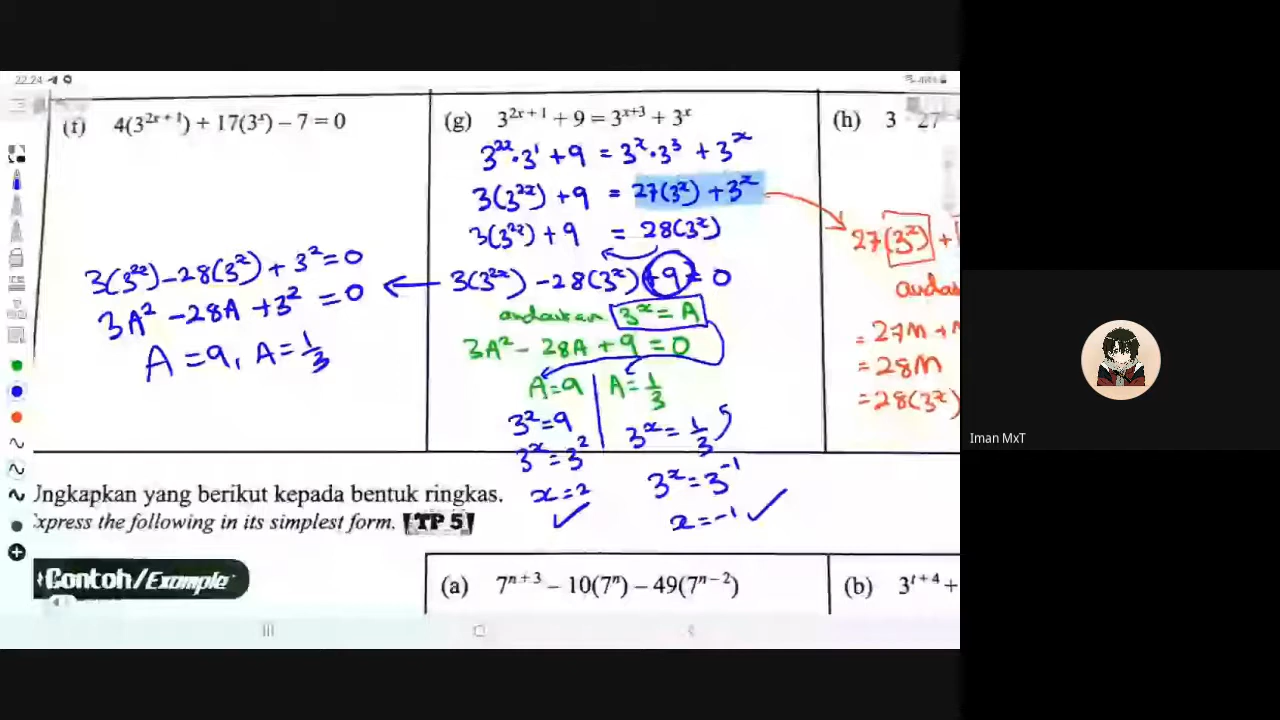 22.24
(f) 4(3^{2x+1}) + 17(3^x) − 7 = 0
3(3^{2x}) − 28(3^x) + 3^2 = 0
3A^2 − 28A + 3^2 = 0
A = 9, A = 1/3
(g) 3^{2x+1} + 9 = 3^{x+3} + 3^x
3^{2x} · 3^1 + 9 = 3^x · 3^3 + 3^x
3(3^{2x}) + 9 = 27(3^x) + 3^x
3(3^{2x}) + 9 = 28(3^x)
3(3^{2x}) − 28(3^x) + 9 = 0
andaikan 3^x = A
3A^2 − 28A + 9 = 0
A = 9 A = 1/3
3^x = 9 3^x = 1/3
3^x = 3^2 3^x = 3^{-1}
x = 2 x = -1
(h) 3 27
27(3^x) +
= 27M +
= 28M
= 28(3^x)
Ungkapkan yang berikut kepada bentuk ringkas.
Express the following in its simplest form. TP 5
Contoh/Example
(a) 7^{n+3} − 10(7^n) − 49(7^{n−2})
(b) 3^{t+4} +
Iman MxT